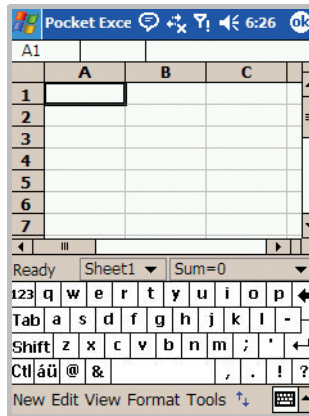 Pocket Exce 6:26 ok
A1
A B C
1
2
3
4
5
6
7
Ready Sheet1 Sum=0
123 q w e r t y u i o p
Tab a s d f g h j k l - 
Shift z x c v b n m ; '
Ctl áü @ & , . ! ?
New Edit View Format Tools